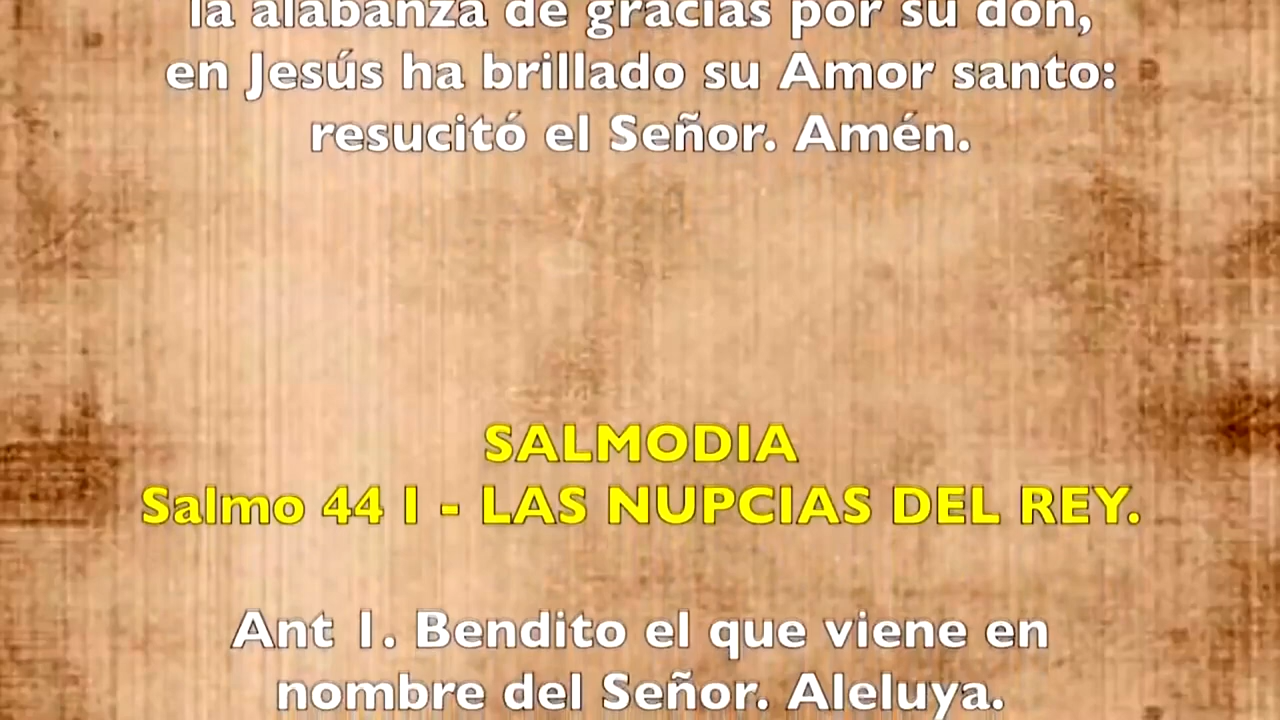 la alabanza de gracias por su don,
en Jesús ha brillado su Amor santo:
resucitó el Señor. Amén.
SALMODIA
Salmo 44 I - LAS NUPCIAS DEL REY.
Ant 1. Bendito el que viene en
nombre del Señor. Aleluya.